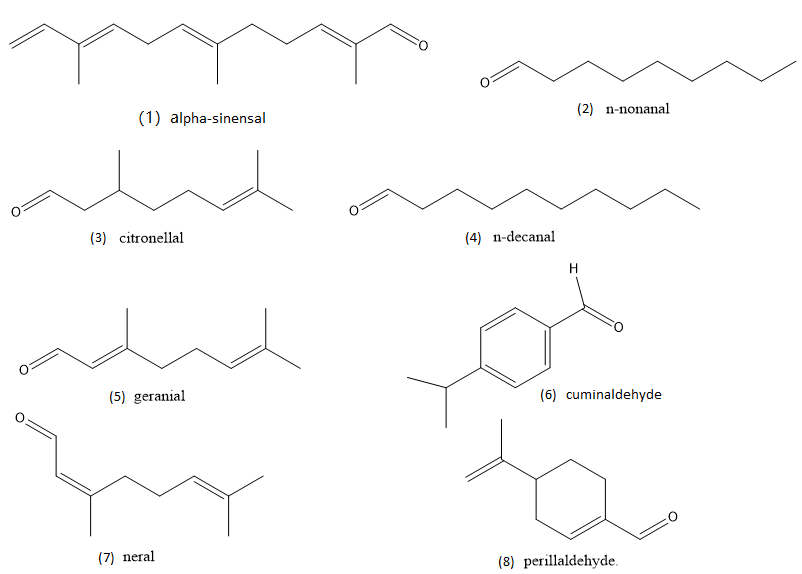 O
(1) alpha-sinensal
O
(2) n-nonanal
O
(3) citronellal
O
(4) n-decanal
O
(5) geranial
H
O
(6) cuminaldehyde
O
(7) neral
O
(8) perillaldehyde.